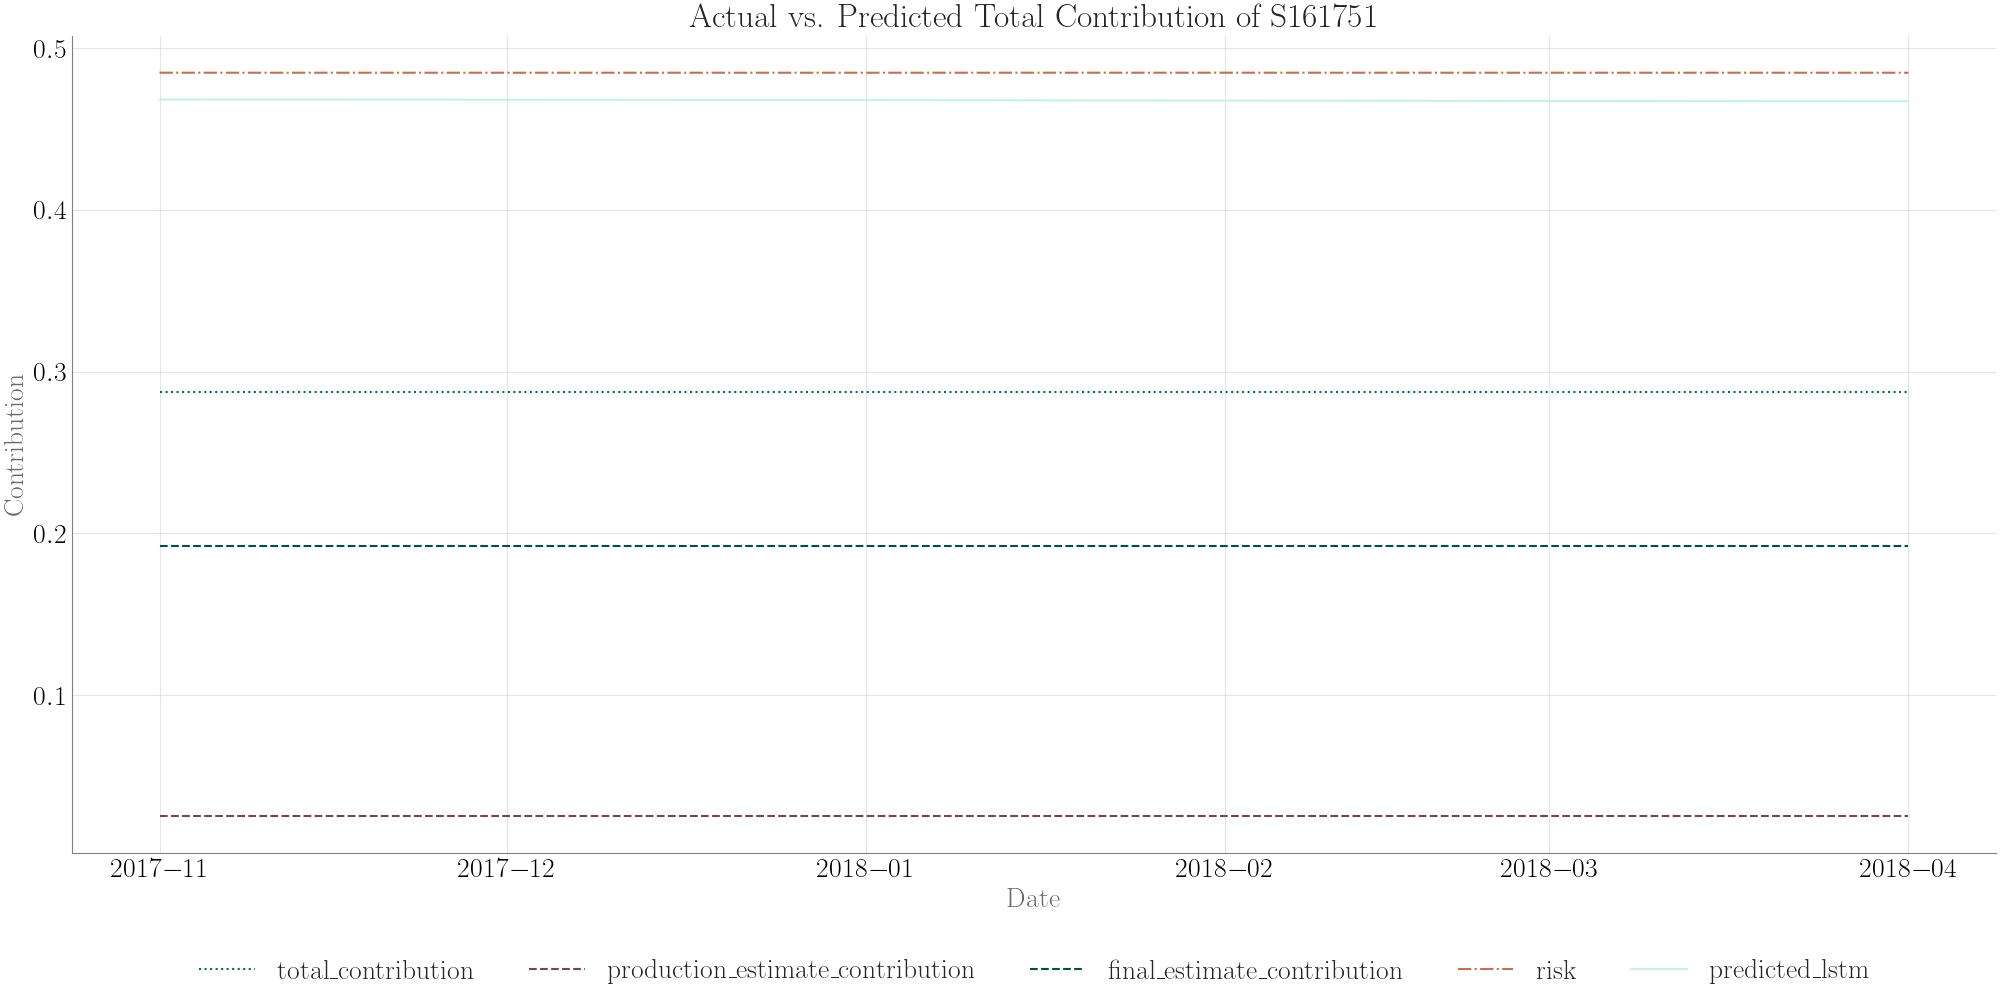 Actual vs. Predicted Total Contribution of S161751
0.5
0.4
0.3
0.2
0.1
Contribution
2017–11 2017–12 2018–01 2018–02 2018–03 2018–04
Date
total_contribution production_estimate_contribution final_estimate_contribution risk predicted_lstm